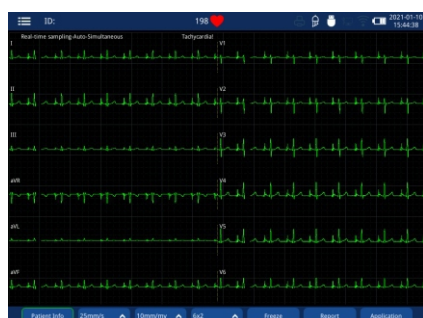 ID:
198
2021-01-10
15:44:38
Real-time sampling-Auto-Simultaneous
Tachycardia!
I
V1
II
V2
III
V3
aVR
V4
aVL
V5
aVF
V6
Patient Info
25mm/s
10mm/mv
6x2
Freeze
Report
Application